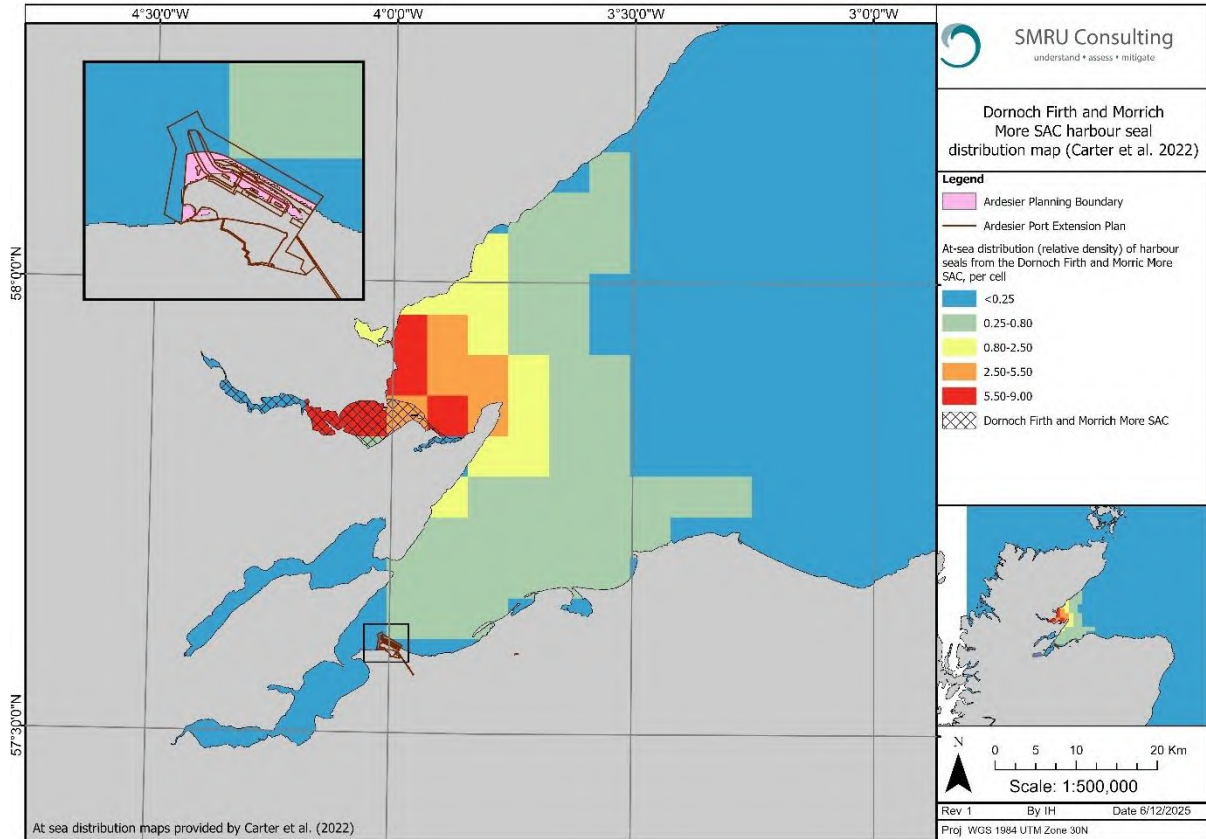 4°30'0"W
4°0'0"W
3°30'0"W
3°0'0"W
58°0'0"N
57°30'0"N
At sea distribution maps provided by Carter et al. (2022)
SMRU Consulting
understand • assess • mitigate
Dornoch Firth and Morrich
More SAC harbour seal
distribution map (Carter et al. 2022)
Legend
Ardesier Planning Boundary
Ardesier Port Extension Plan
At-sea distribution (relative density) of harbour
seals from the Dornoch Firth and Morric More
SAC, per cell
<0.25
0.25-0.80
0.80-2.50
2.50-5.50
5.50-9.00
Dornoch Firth and Morrich More SAC
N
0 5 10 20 Km
Scale: 1:500,000
Rev 1 By IH Date 6/12/2025
Proj WGS 1984 UTM Zone 30N